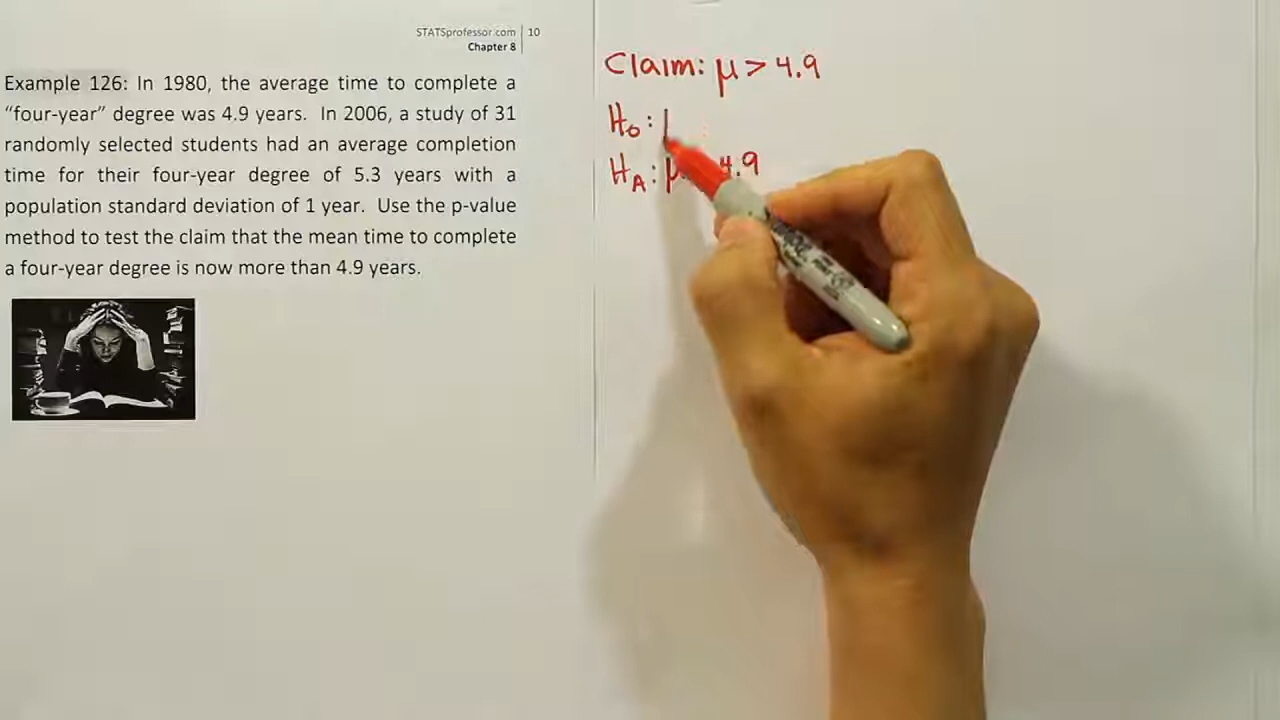 STATSprofessor.com | 10
Chapter 8
Example 126: In 1980, the average time to complete a
“four-year” degree was 4.9 years. In 2006, a study of 31
randomly selected students had an average completion
time for their four-year degree of 5.3 years with a
population standard deviation of 1 year. Use the p-value
method to test the claim that the mean time to complete
a four-year degree is now more than 4.9 years.
Claim: μ > 4.9
H₀:
H_A: μ 4.9